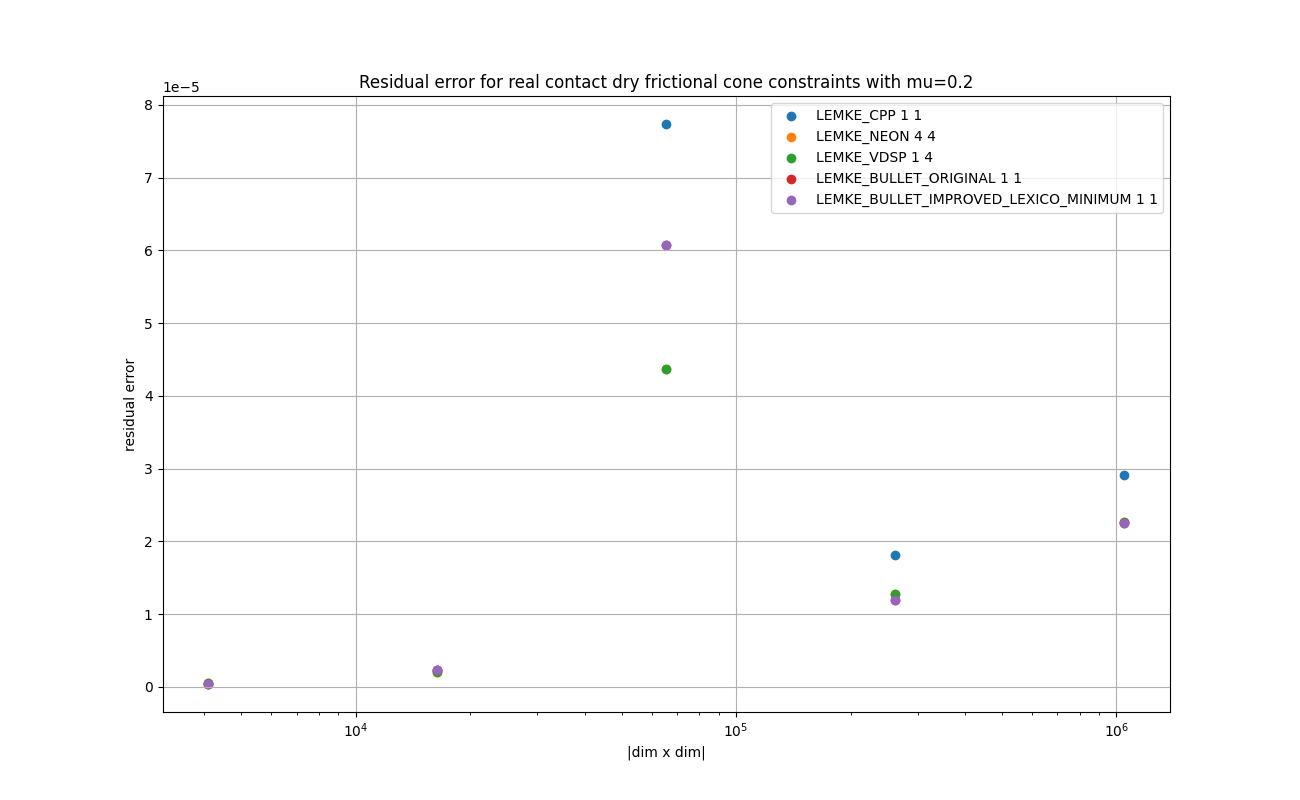 Residual error for real contact dry frictional cone constraints with mu=0.2
1e−5
8
7
6
5
4
3
2
1
0
residual error
10⁴
10⁵
10⁶
|dim x dim|
LEMKE_CPP 1 1
LEMKE_NEON 4 4
LEMKE_VDSP 1 4
LEMKE_BULLET_ORIGINAL 1 1
LEMKE_BULLET_IMPROVED_LEXICO_MINIMUM 1 1